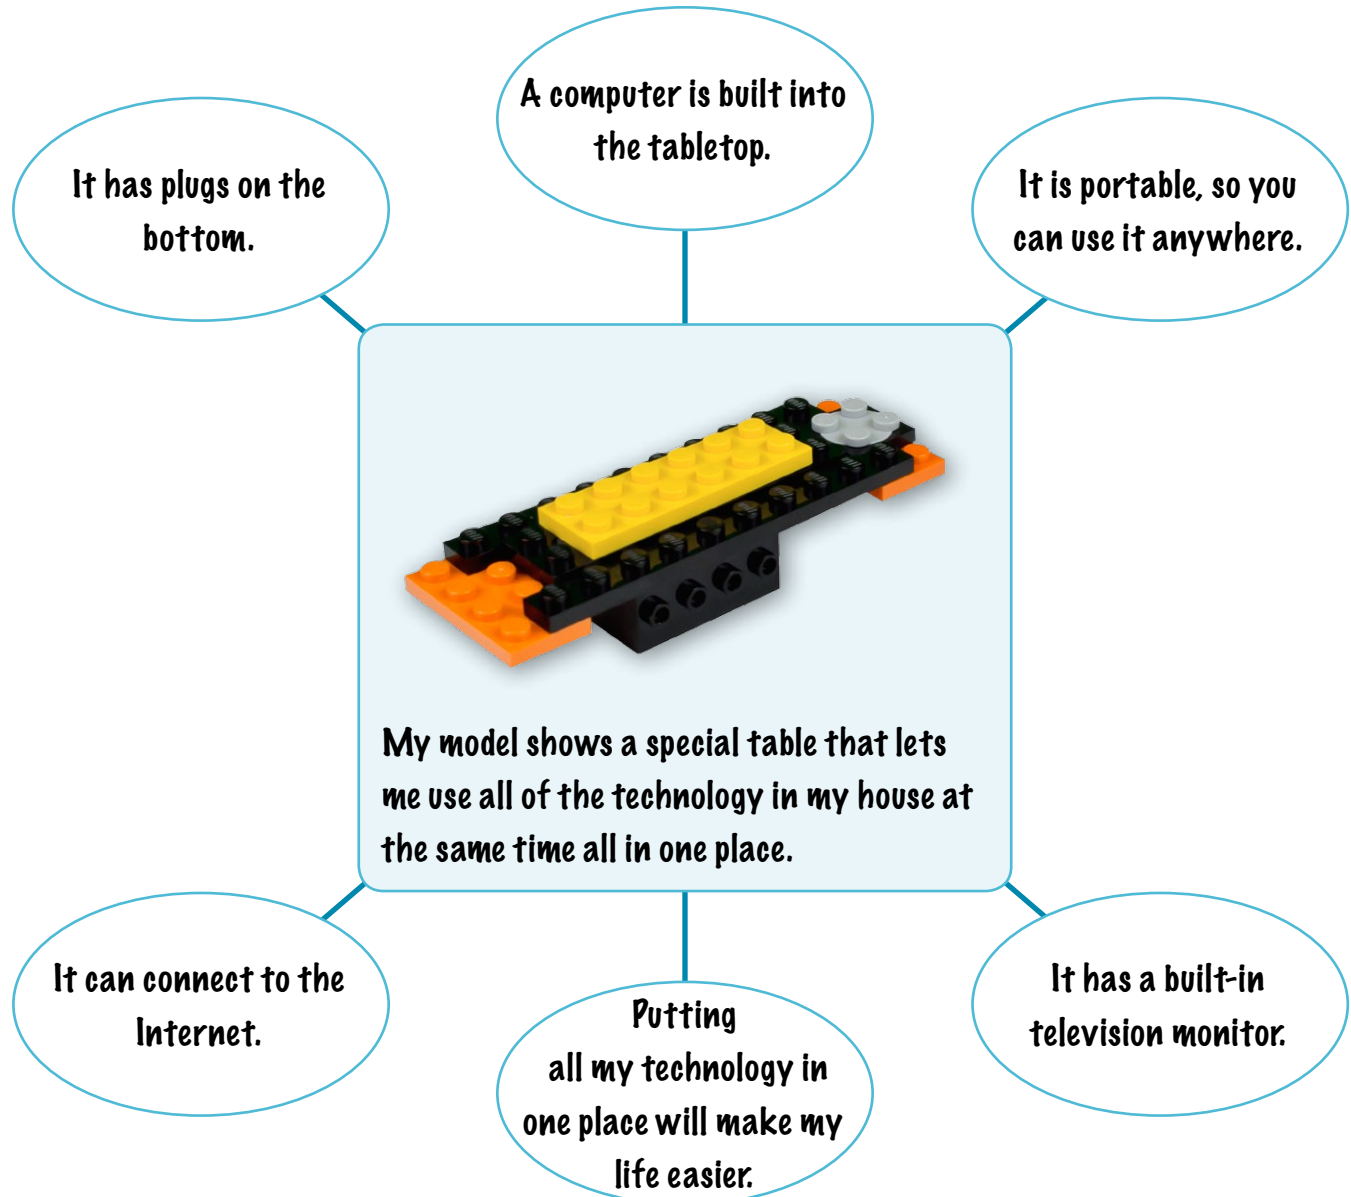 A computer is built into
the tabletop.
It has plugs on the
bottom.
It is portable, so you
can use it anywhere.
My model shows a special table that lets
me use all of the technology in my house at
the same time all in one place.
It can connect to the
Internet.
Putting
all my technology in
one place will make my
life easier.
It has a built-in
television monitor.